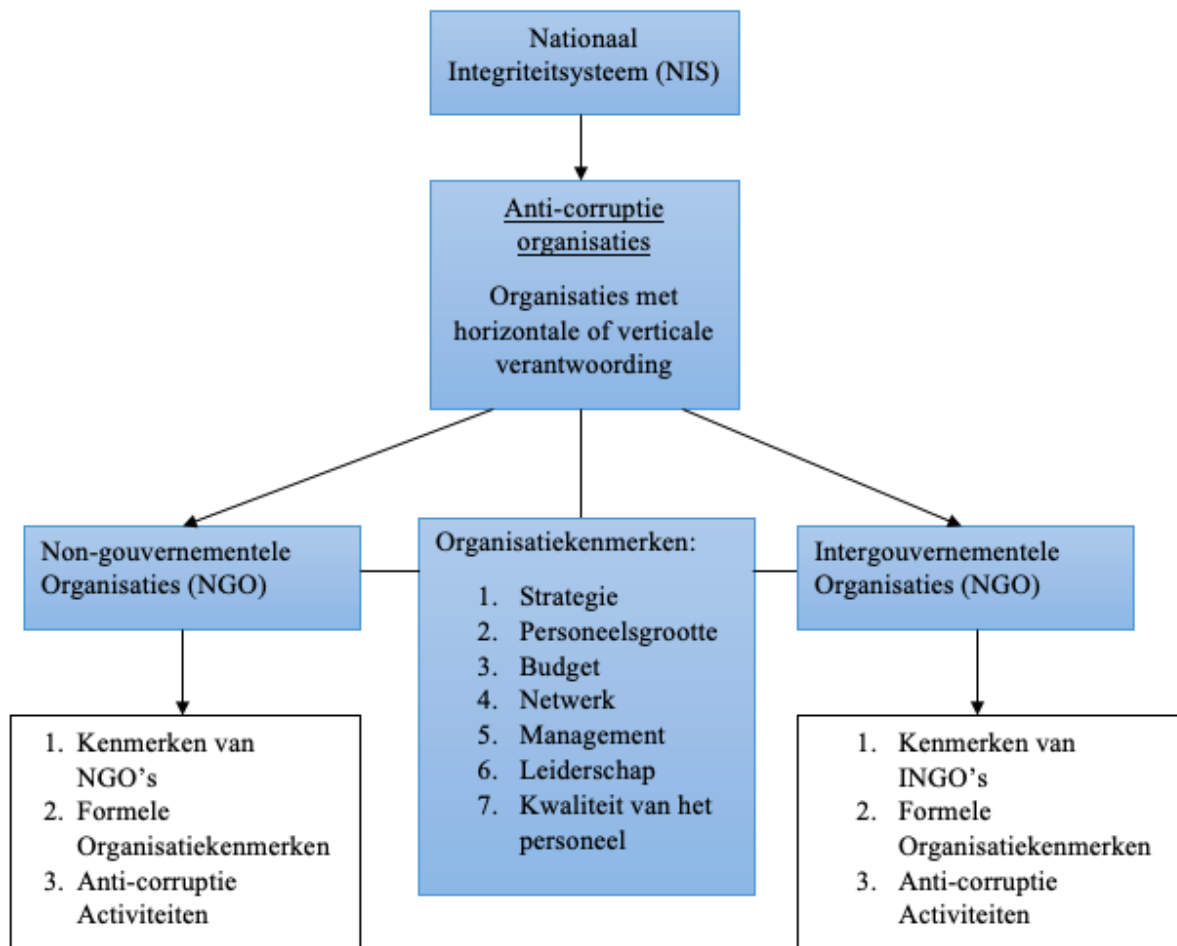 Nationaal
Integriteitsysteem (NIS)
Anti-corruptie
organisaties
Organisaties met
horizontale of verticale
verantwoording
Non-gouvernementele
Organisaties (NGO)
Organisatiekenmerken:
1. Strategie
2. Personeelsgrootte
3. Budget
4. Netwerk
5. Management
6. Leiderschap
7. Kwaliteit van het
personeel
Intergouvernementele
Organisaties (NGO)
1. Kenmerken van
NGO’s
2. Formele
Organisatiekenmerken
3. Anti-corruptie
Activiteiten
1. Kenmerken van
INGO’s
2. Formele
Organisatiekenmerken
3. Anti-corruptie
Activiteiten